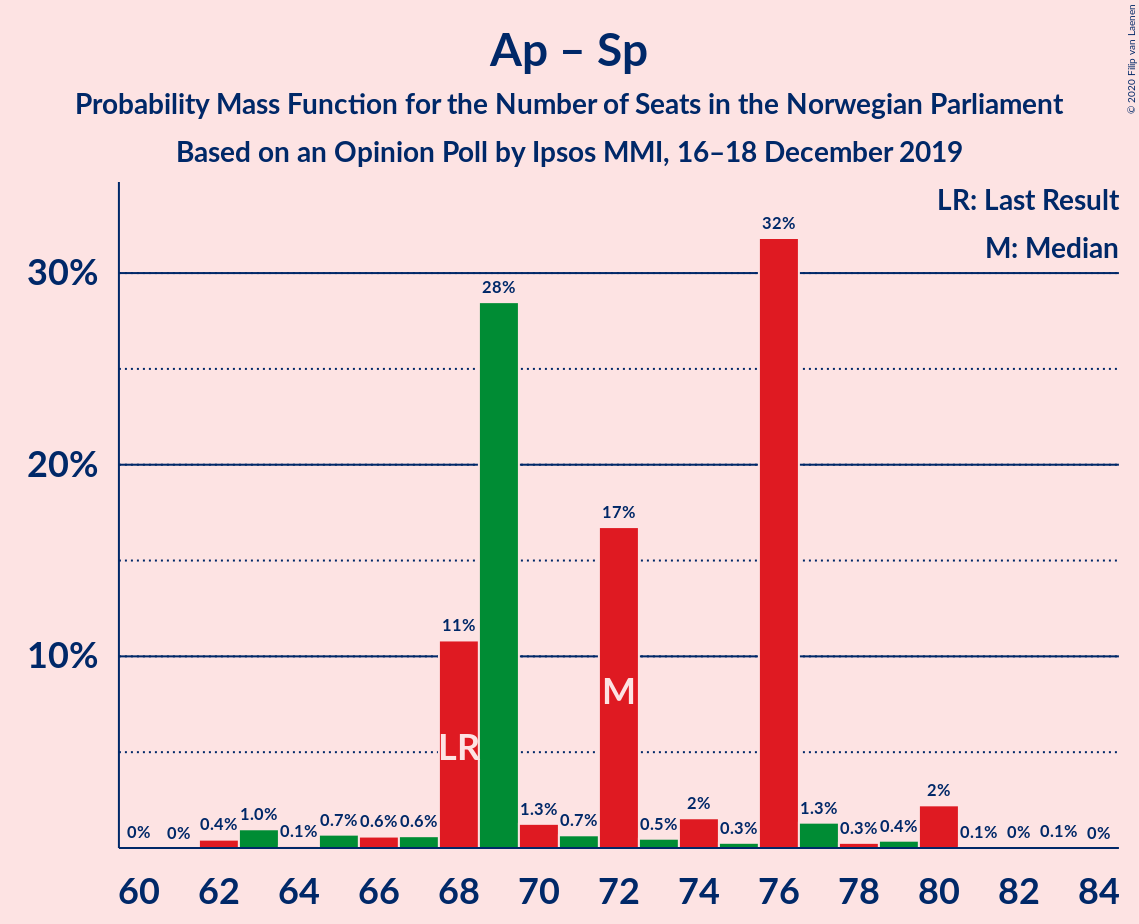 Ap – Sp
Probability Mass Function for the Number of Seats in the Norwegian Parliament
Based on an Opinion Poll by Ipsos MMI, 16–18 December 2019
© 2020 Filip van Laenen
LR: Last Result
M: Median
30%
20%
10%
0% 0% 0.4% 1.0% 0.1% 0.7% 0.6% 0.6% 11% 28% 1.3% 0.7% 17% 0.5% 2% 0.3% 32% 1.3% 0.3% 0.4% 2% 0.1% 0% 0.1% 0%
LR
M
60 62 64 66 68 70 72 74 76 78 80 82 84